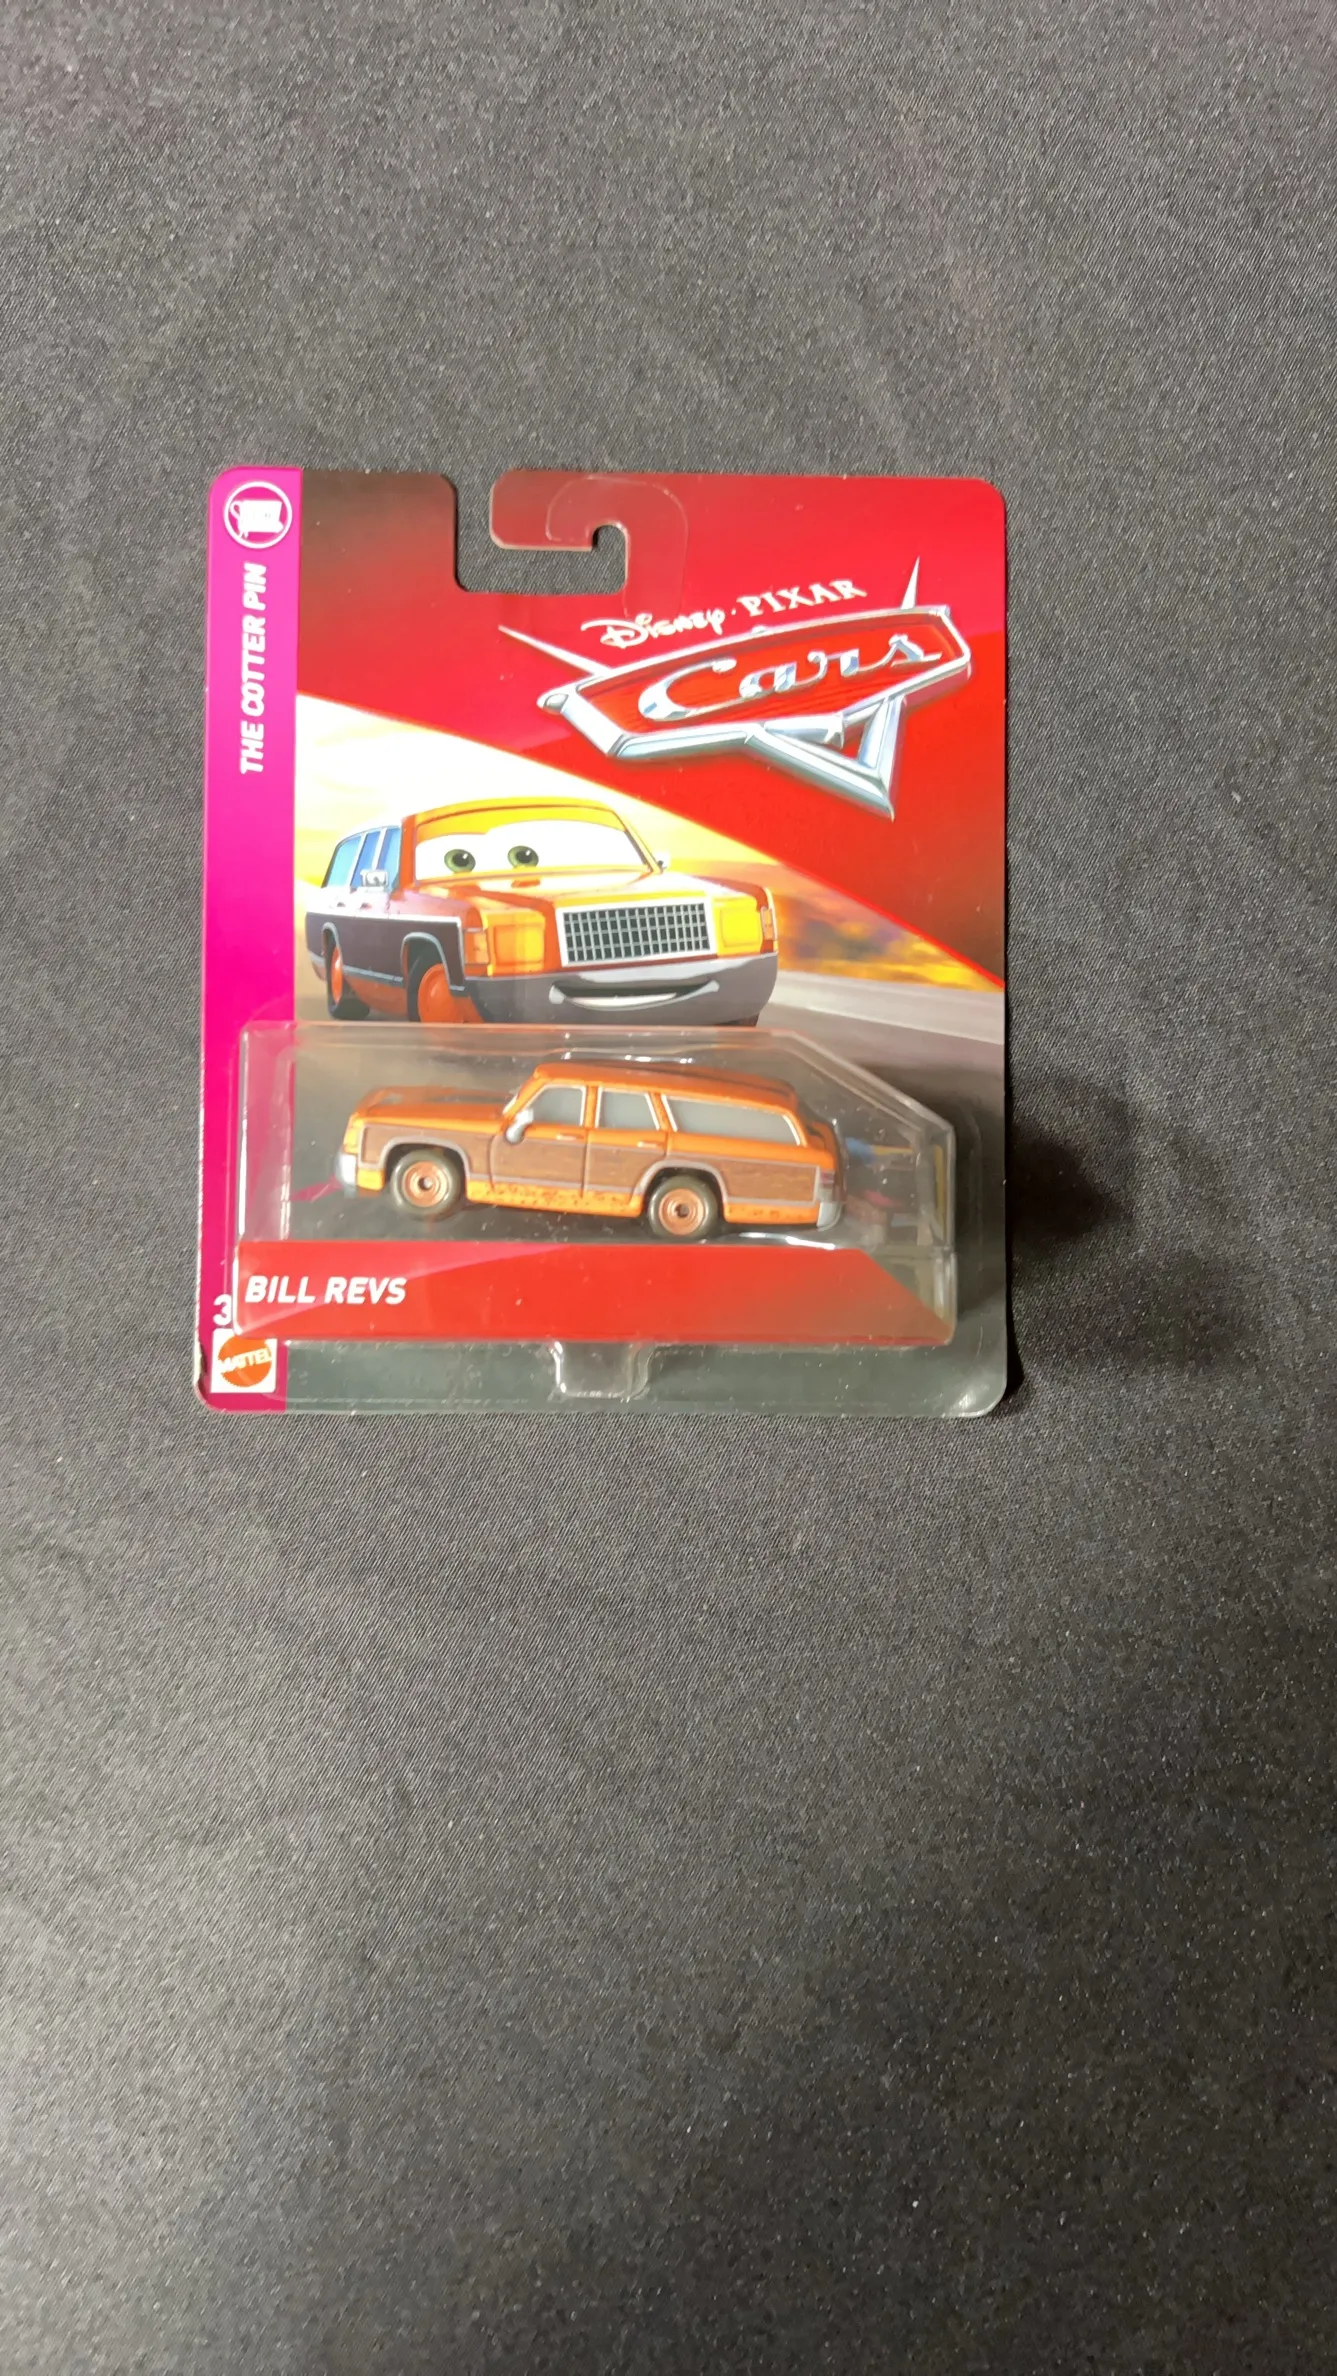 THE COTTER PIN
Disney·PIXAR
Cars
BILL REVS
3
MATTEL